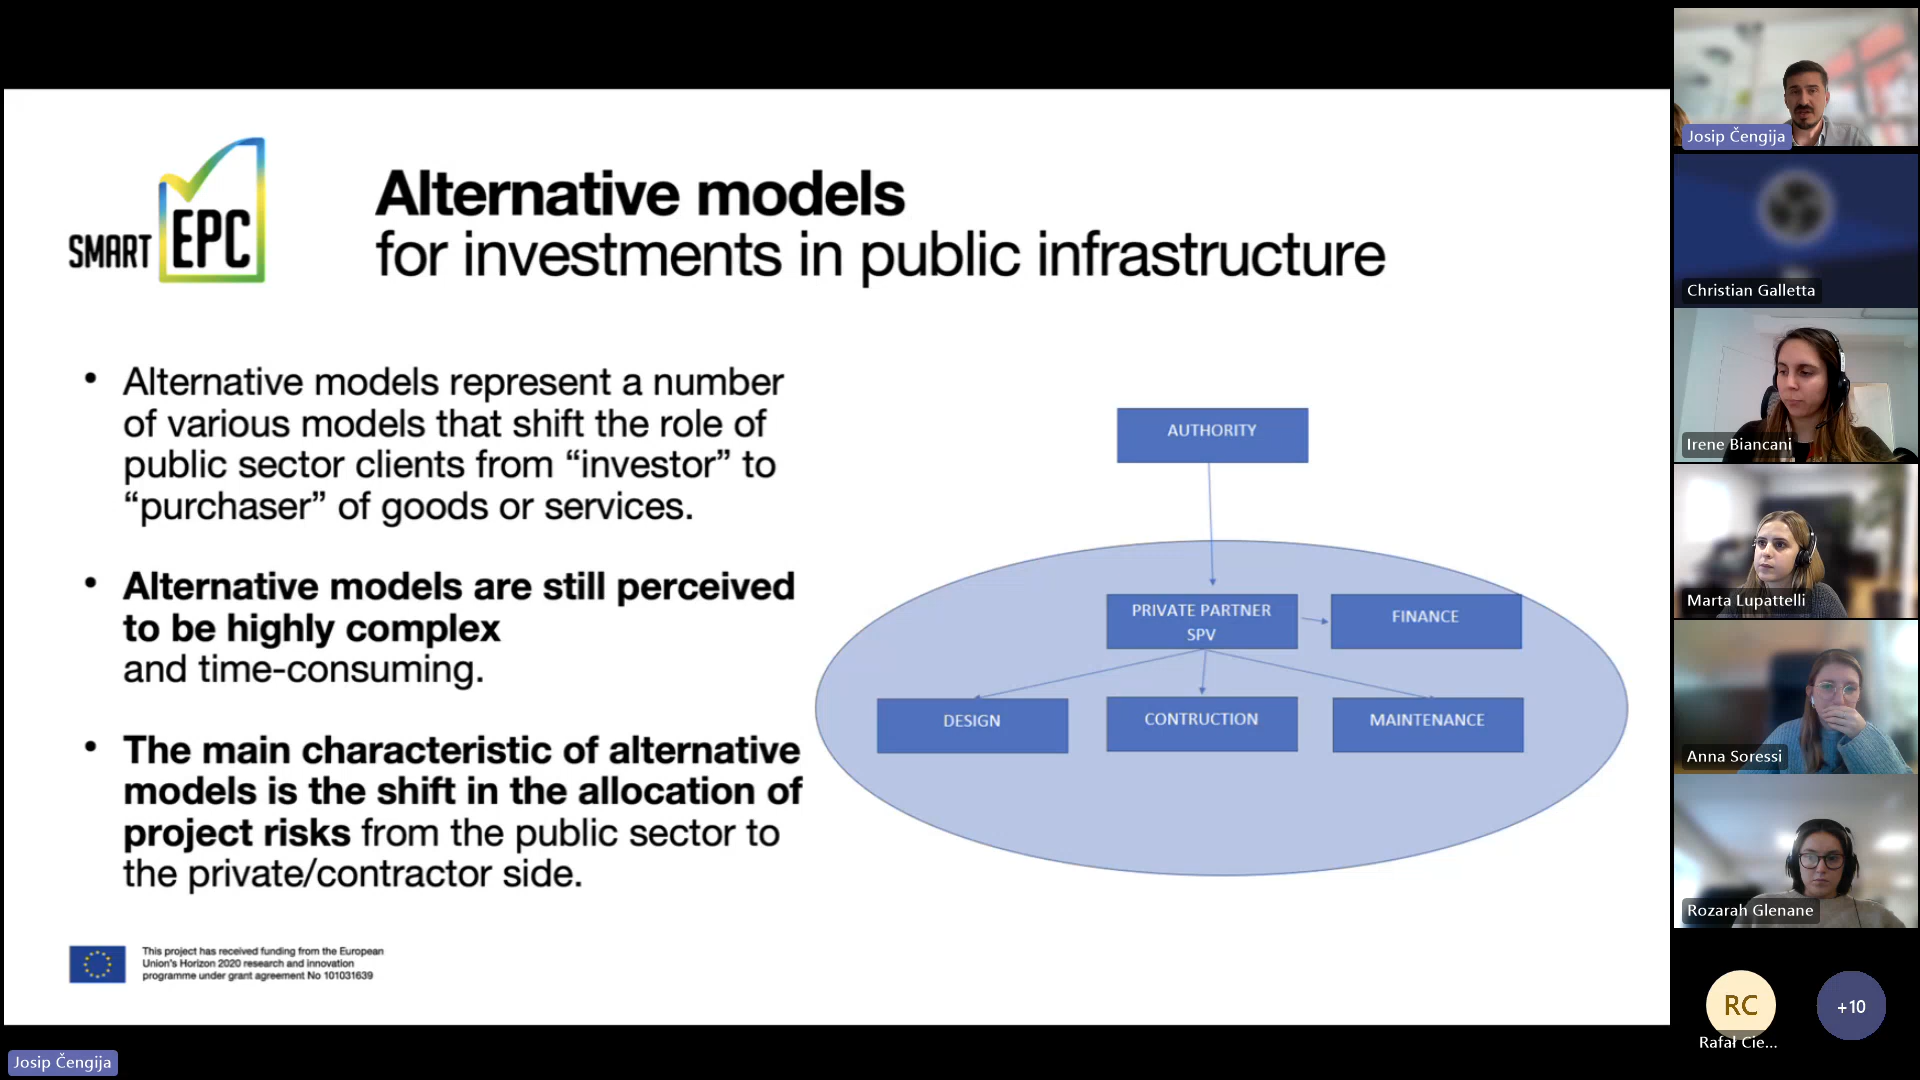 SMART EPC
Alternative models
for investments in public infrastructure
• Alternative models represent a number
of various models that shift the role of
public sector clients from “investor” to
“purchaser” of goods or services.
• Alternative models are still perceived
to be highly complex
and time-consuming.
• The main characteristic of alternative
models is the shift in the allocation of
project risks from the public sector to
the private/contractor side.
AUTHORITY
PRIVATE PARTNER
SPV
FINANCE
DESIGN
CONTRUCTION
MAINTENANCE
This project has received funding from the European
Union's Horizon 2020 research and innovation
programme under grant agreement No 101031639
Josip Čengija
Josip Čengija
Christian Galletta
Irene Biancani
Marta Lupattelli
Anna Soressi
Rozarah Glenane
RC
Rafał Cie...
+10